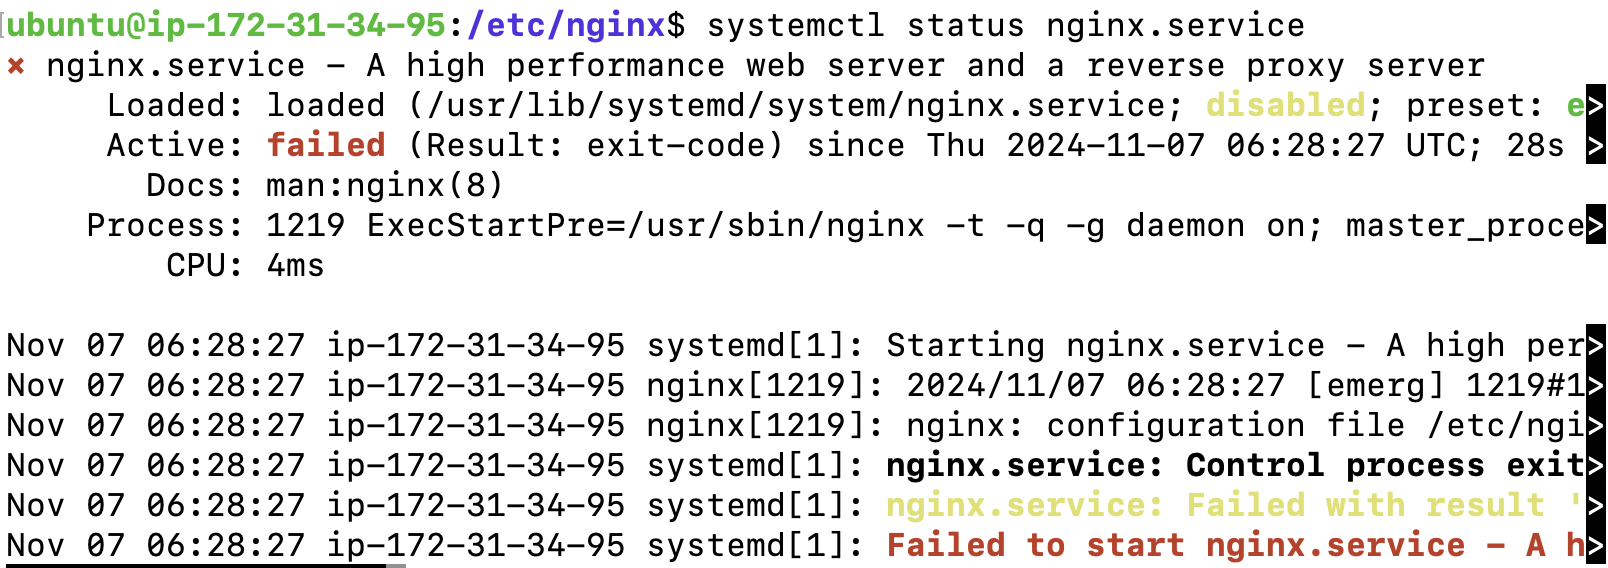 ubuntu@ip-172-31-34-95:/etc/nginx$ systemctl status nginx.service
× nginx.service - A high performance web server and a reverse proxy server
     Loaded: loaded (/usr/lib/systemd/system/nginx.service; disabled; preset: e>
     Active: failed (Result: exit-code) since Thu 2024-11-07 06:28:27 UTC; 28s >
       Docs: man:nginx(8)
    Process: 1219 ExecStartPre=/usr/sbin/nginx -t -q -g daemon on; master_proce>
        CPU: 4ms

Nov 07 06:28:27 ip-172-31-34-95 systemd[1]: Starting nginx.service - A high per>
Nov 07 06:28:27 ip-172-31-34-95 nginx[1219]: 2024/11/07 06:28:27 [emerg] 1219#1>
Nov 07 06:28:27 ip-172-31-34-95 nginx[1219]: nginx: configuration file /etc/ngi>
Nov 07 06:28:27 ip-172-31-34-95 systemd[1]: nginx.service: Control process exit>
Nov 07 06:28:27 ip-172-31-34-95 systemd[1]: nginx.service: Failed with result '>
Nov 07 06:28:27 ip-172-31-34-95 systemd[1]: Failed to start nginx.service - A h>